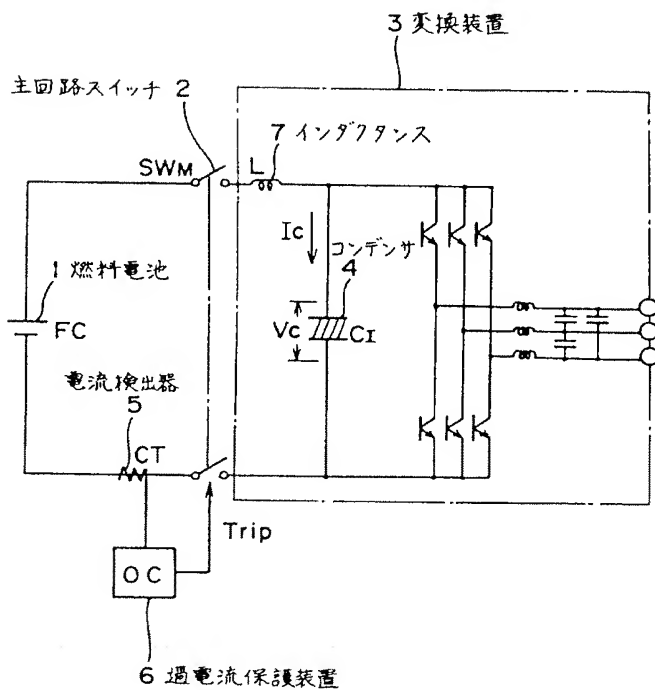 3 変換装置
主回路スイッチ 2
7 インダクタンス
SWM
L
Ic
コンデンサ
4
1 燃料電池
FC
Vc
CI
電流検出器
5
CT
Trip
OC
6 過電流保護装置